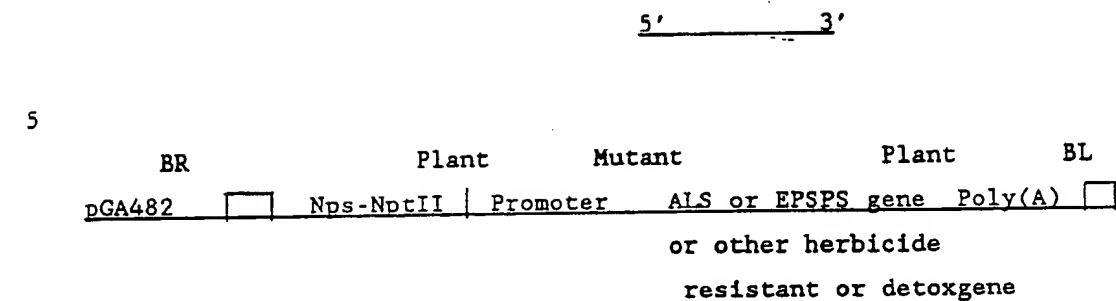 5' 3'
5
BR Plant Mutant Plant BL
pGA482 Nps-NptII Promoter ALS or EPSPS gene Poly(A)
or other herbicide
resistant or detoxgene